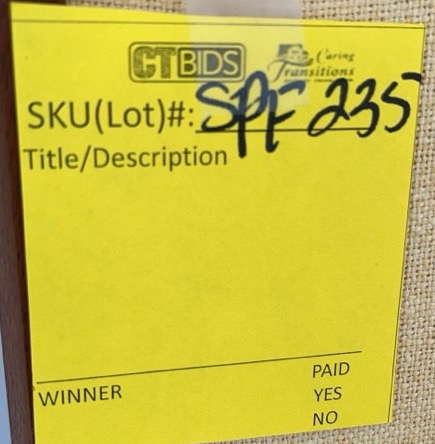 CTBIDS Caring Transitions
SKU(Lot)#: SPF 235
Title/Description
PAID
WINNER YES
NO